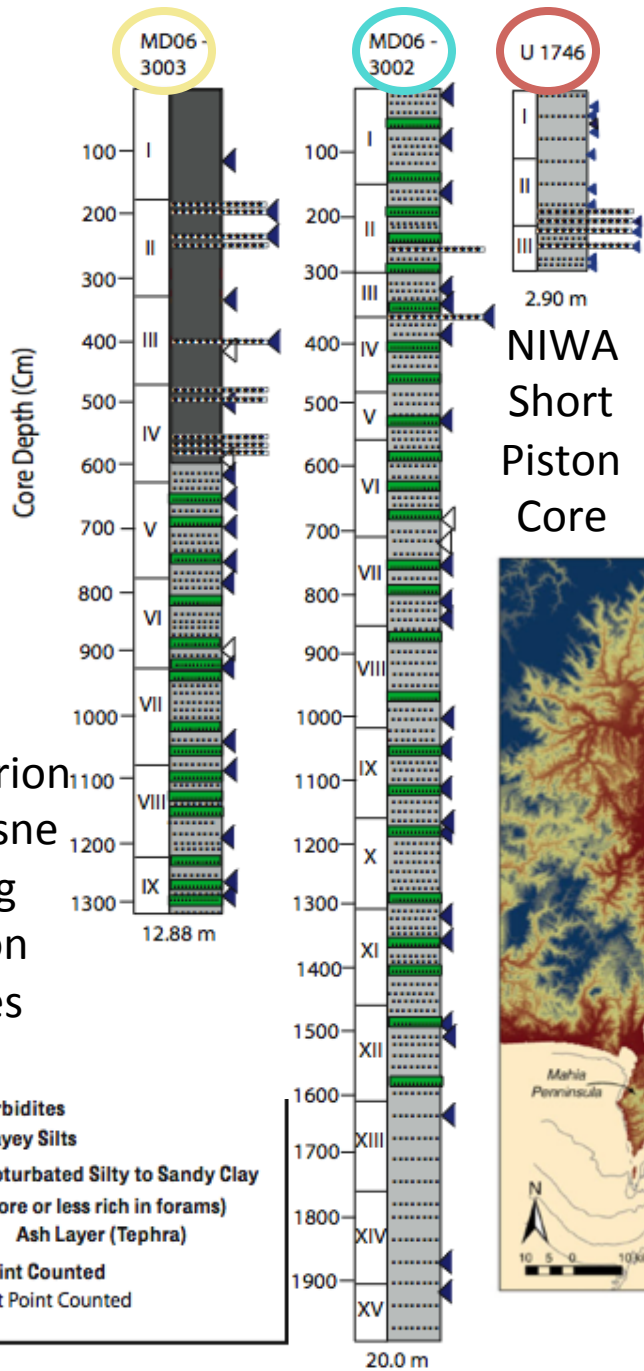 MD06 -
3003
MD06 -
3002
U 1746
Core Depth (Cm)
100
200
300
400
500
600
700
800
900
1000
1100
1200
1300
I
II
III
IV
V
VI
VII
VIII
IX
12.88 m
100
200
300
400
500
600
700
800
900
1000
1100
1200
1300
1400
1500
1600
1700
1800
1900
I
II
III
IV
V
VI
VII
VIII
IX
X
XI
XII
XIII
XIV
XV
20.0 m
I
II
III
2.90 m
NIWA
Short
Piston
Core
rion
sne
g
on
es
rbidites
ayey Silts
oturbated Silty to Sandy Clay
ore or less rich in forams)
Ash Layer (Tephra)
int Counted
t Point Counted
Mahia
Penninsula
N
10 5 0 10 k